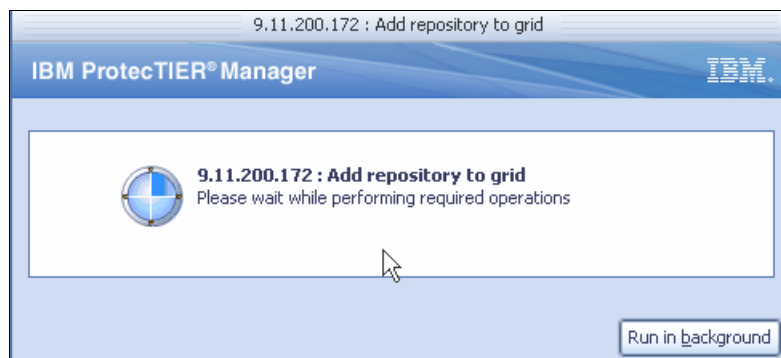 9.11.200.172 : Add repository to grid
IBM ProtecTIER® Manager IBM.
9.11.200.172 : Add repository to grid
Please wait while performing required operations
Run in background